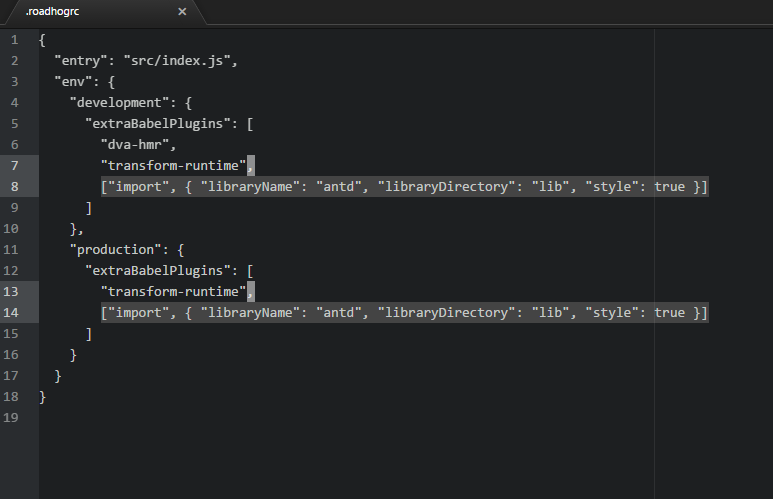 .roadhogrc ×
1 {
2   "entry": "src/index.js",
3   "env": {
4     "development": {
5       "extraBabelPlugins": [
6         "dva-hmr",
7         "transform-runtime",
8         ["import", { "libraryName": "antd", "libraryDirectory": "lib", "style": true }]
9       ]
10     },
11     "production": {
12       "extraBabelPlugins": [
13         "transform-runtime",
14         ["import", { "libraryName": "antd", "libraryDirectory": "lib", "style": true }]
15       ]
16     }
17   }
18 }
19